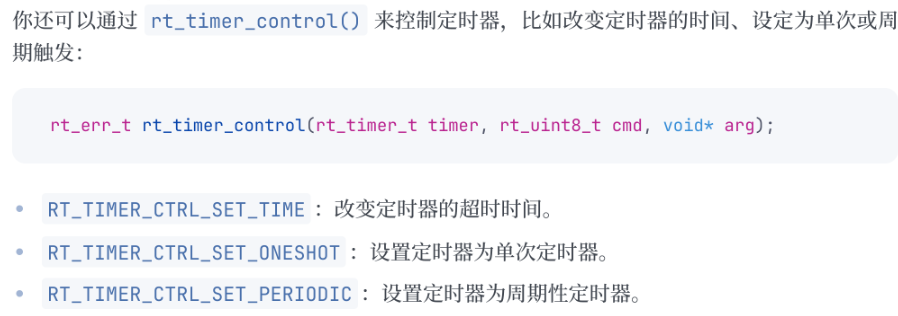 你还可以通过 rt_timer_control() 来控制定时器，比如改变定时器的时间、设定为单次或周
期触发：
rt_err_t rt_timer_control(rt_timer_t timer, rt_uint8_t cmd, void* arg);
• RT_TIMER_CTRL_SET_TIME ：改变定时器的超时时间。
• RT_TIMER_CTRL_SET_ONESHOT ：设置定时器为单次定时器。
• RT_TIMER_CTRL_SET_PERIODIC ：设置定时器为周期性定时器。